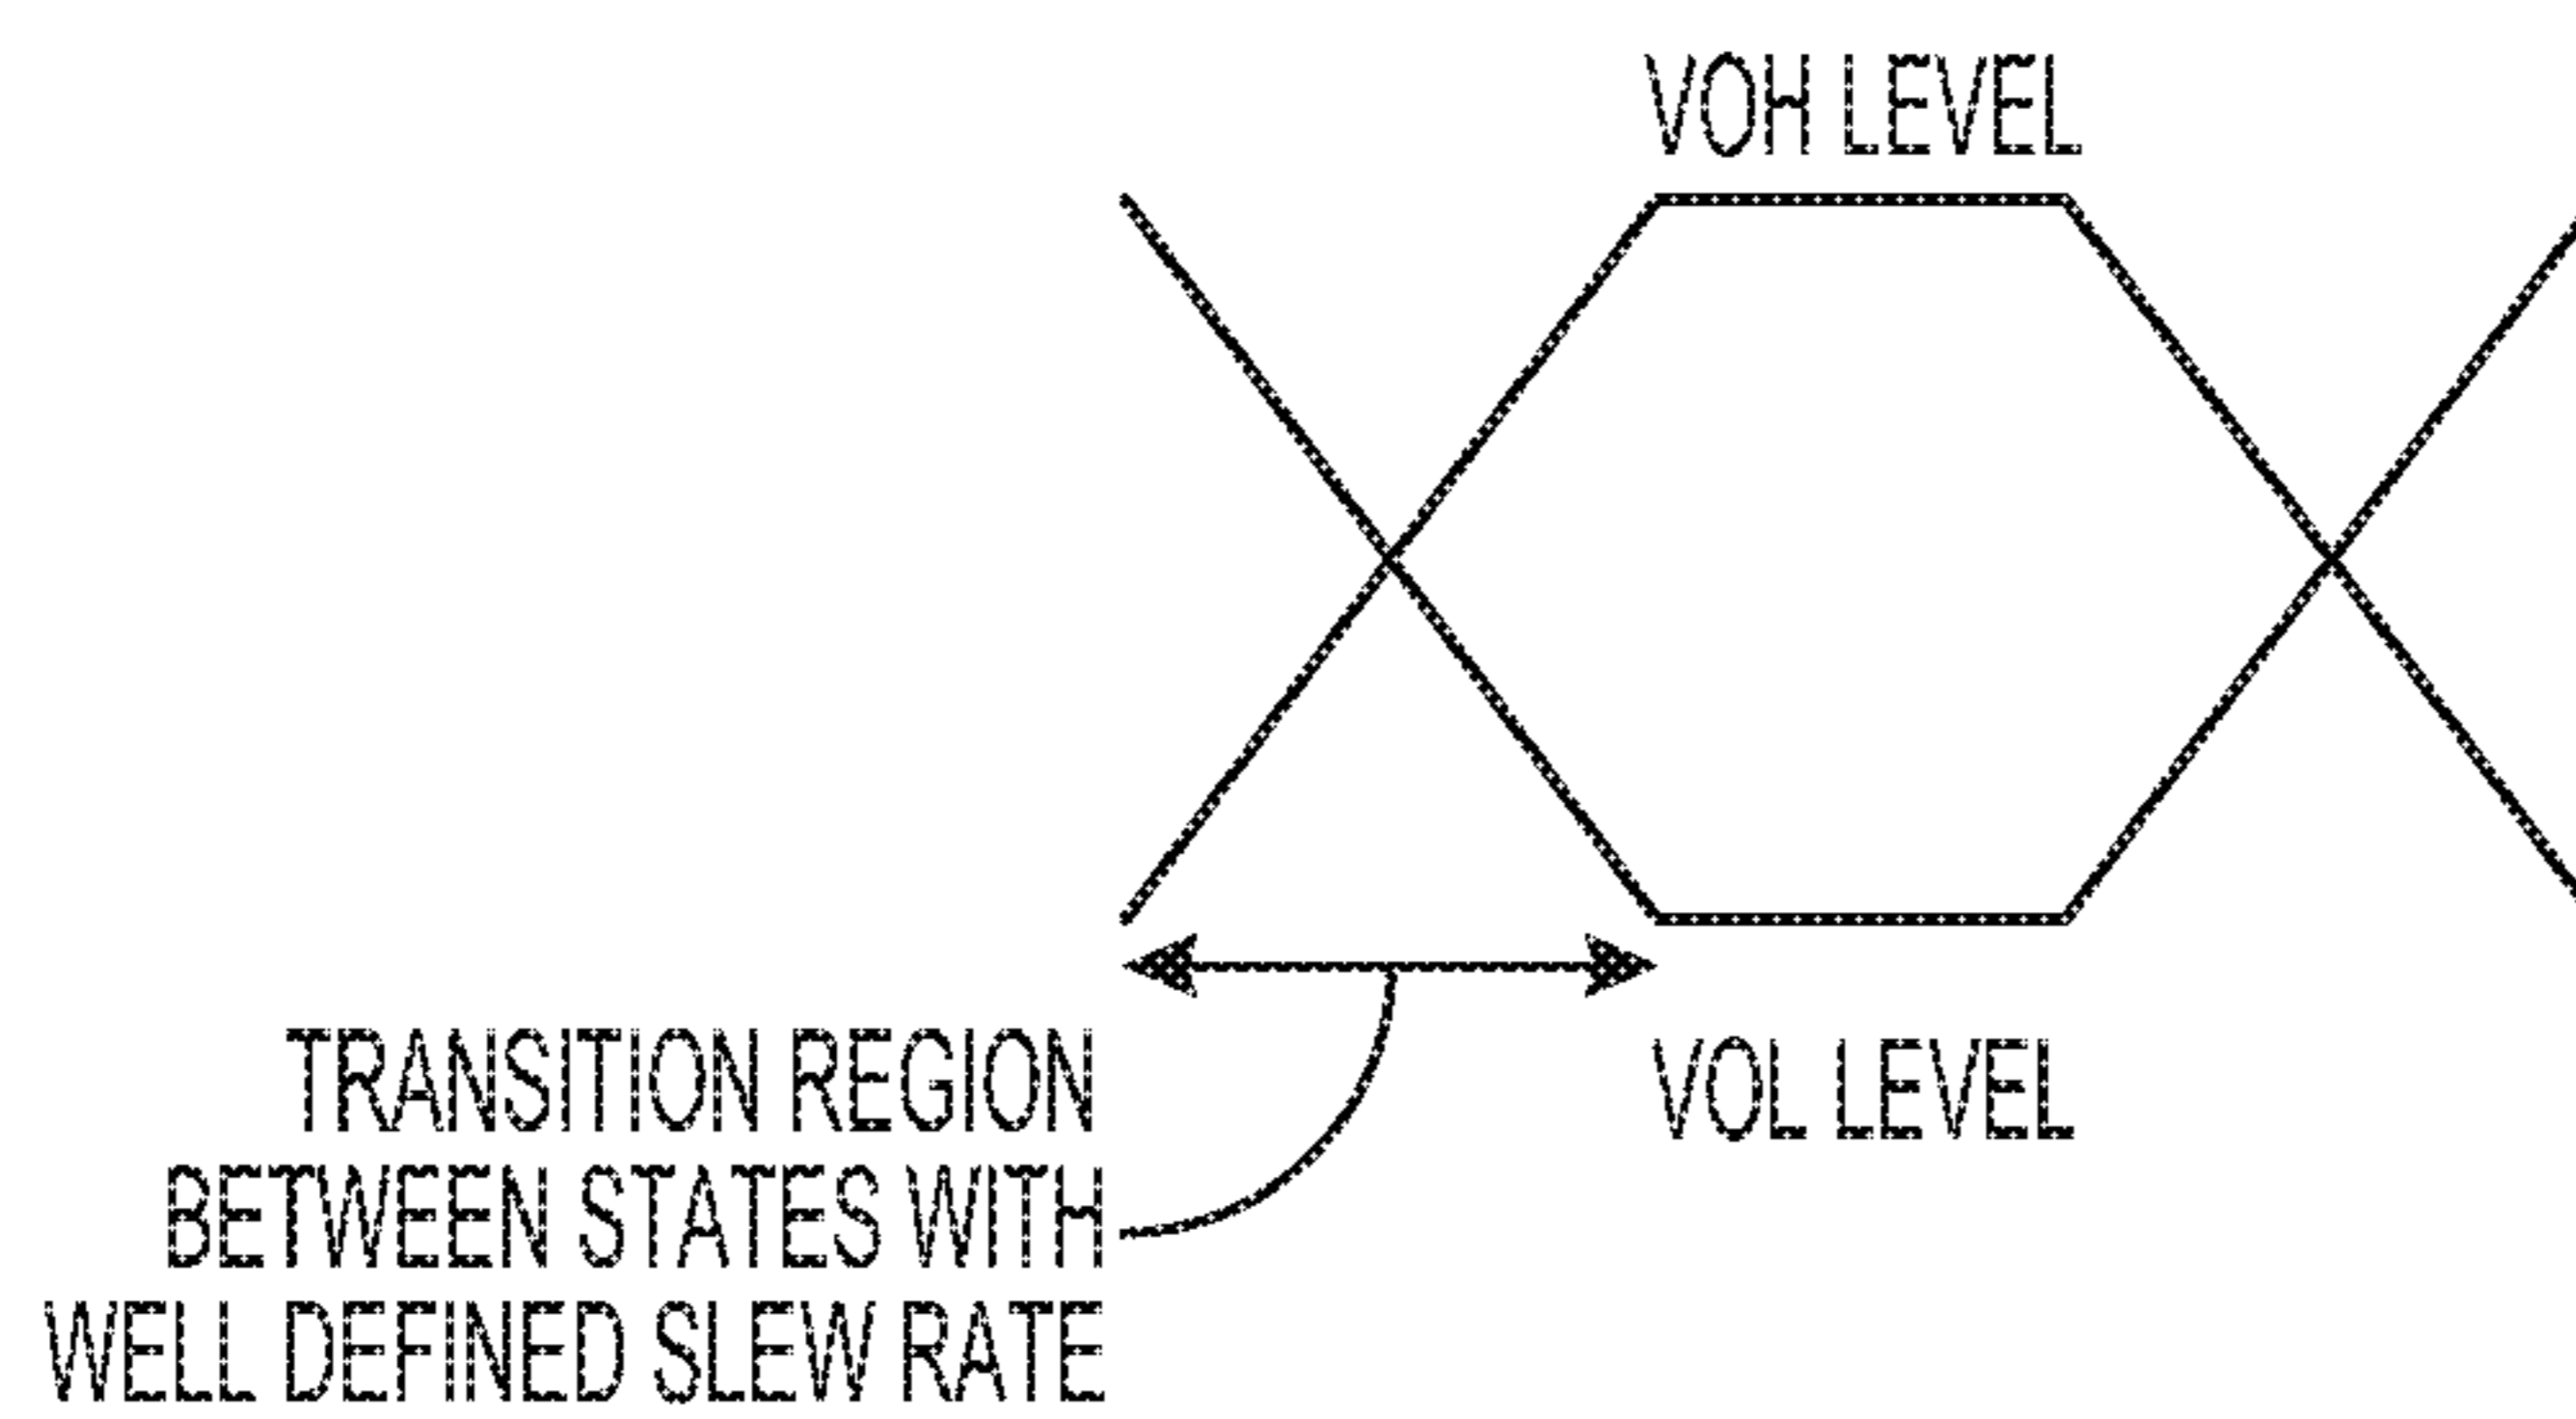 VOH LEVEL
TRANSITION REGION
BETWEEN STATES WITH
WELL DEFINED SLEW RATE
VOL LEVEL